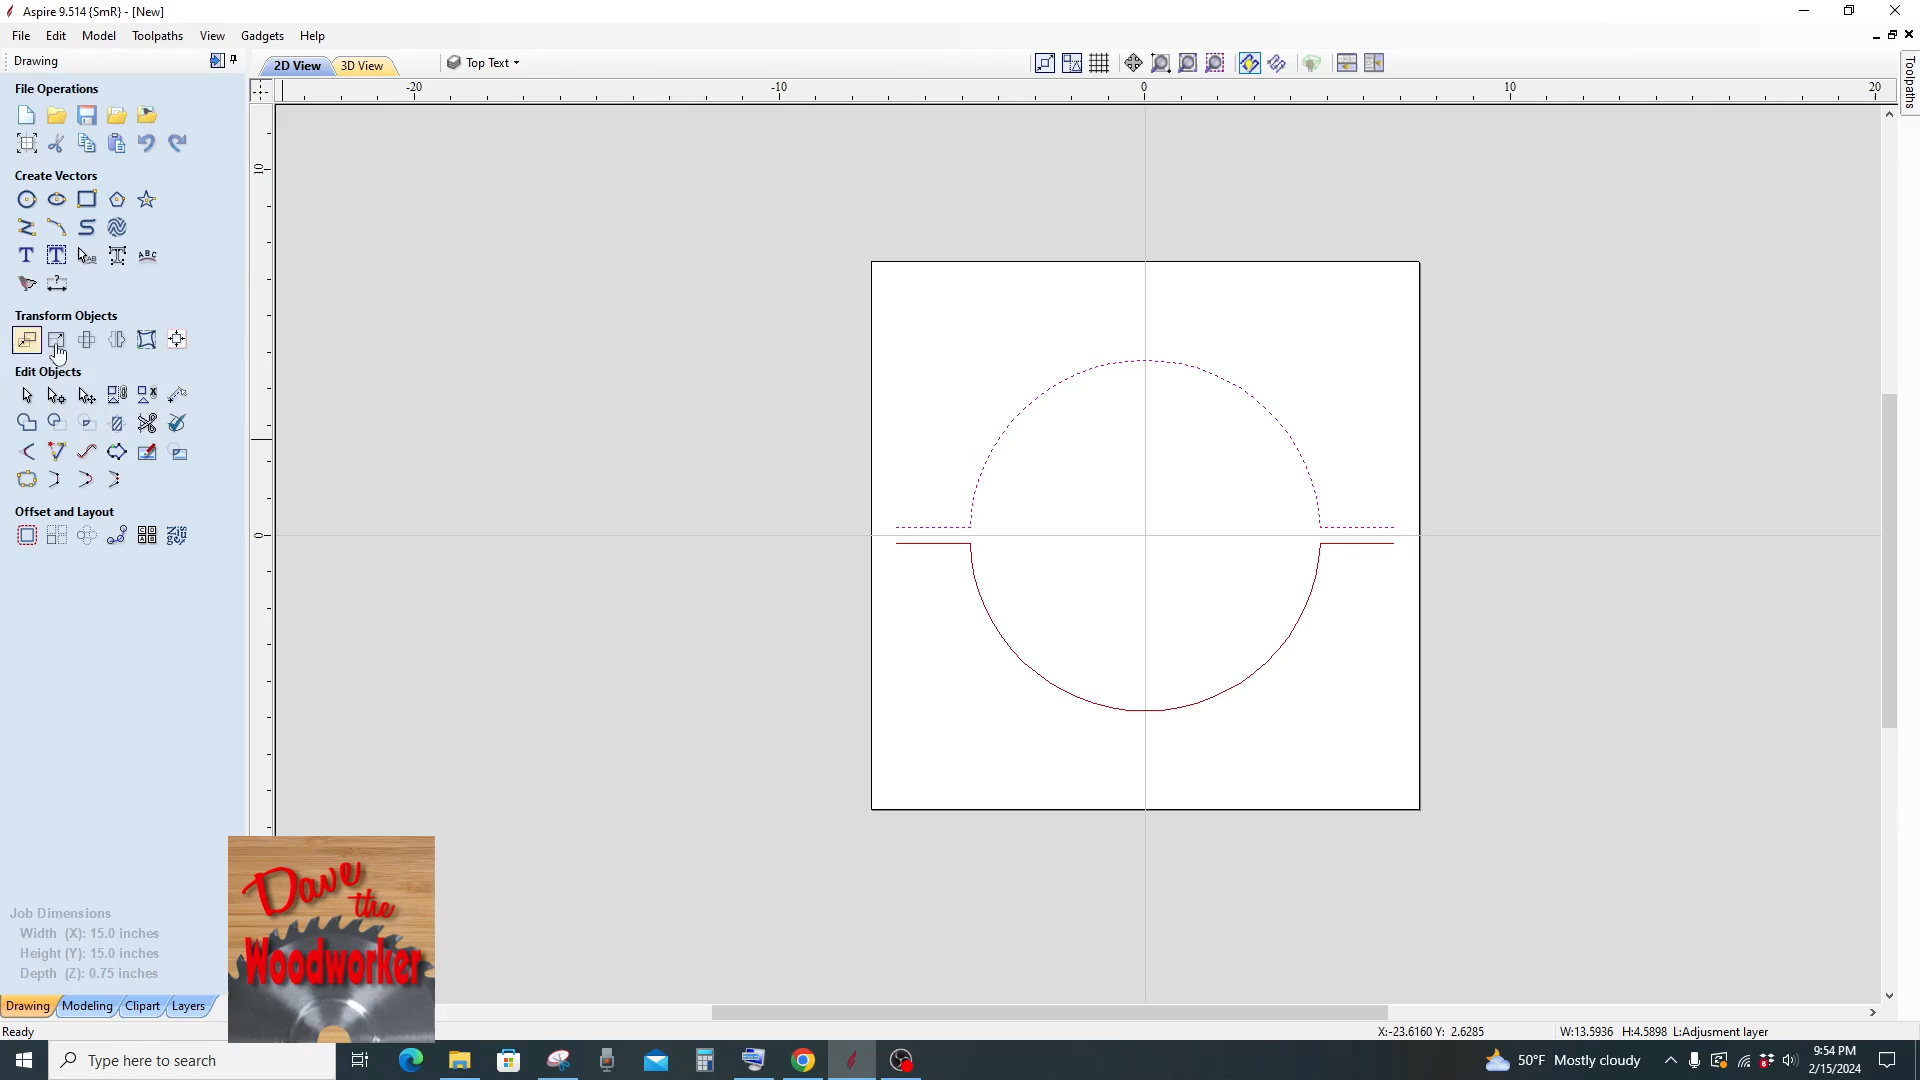 Aspire 9.514 {SmR} - [New]
File Edit Model Toolpaths View Gadgets Help
Drawing
2D View 3D View Top Text
File Operations
-20 -10 0 10 20
10
0
Create Vectors
Transform Objects
Edit Objects
Offset and Layout
Toolpaths
Dave
the
Woodworker
Job Dimensions
Width (X): 15.0 inches
Height (Y): 15.0 inches
Depth (Z): 0.75 inches
Drawing Modeling Clipart Layers
Ready
X:-23.6160 Y: 2.6285
W:13.5936 H:4.5898 L:Adjusment layer
Type here to search
50°F Mostly cloudy
9:54 PM
2/15/2024